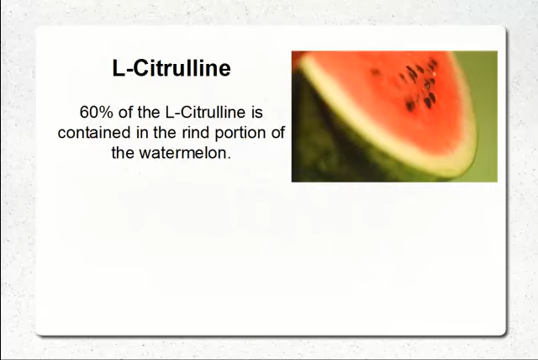 L-Citrulline
60% of the L-Citrulline is
contained in the rind portion of
the watermelon.